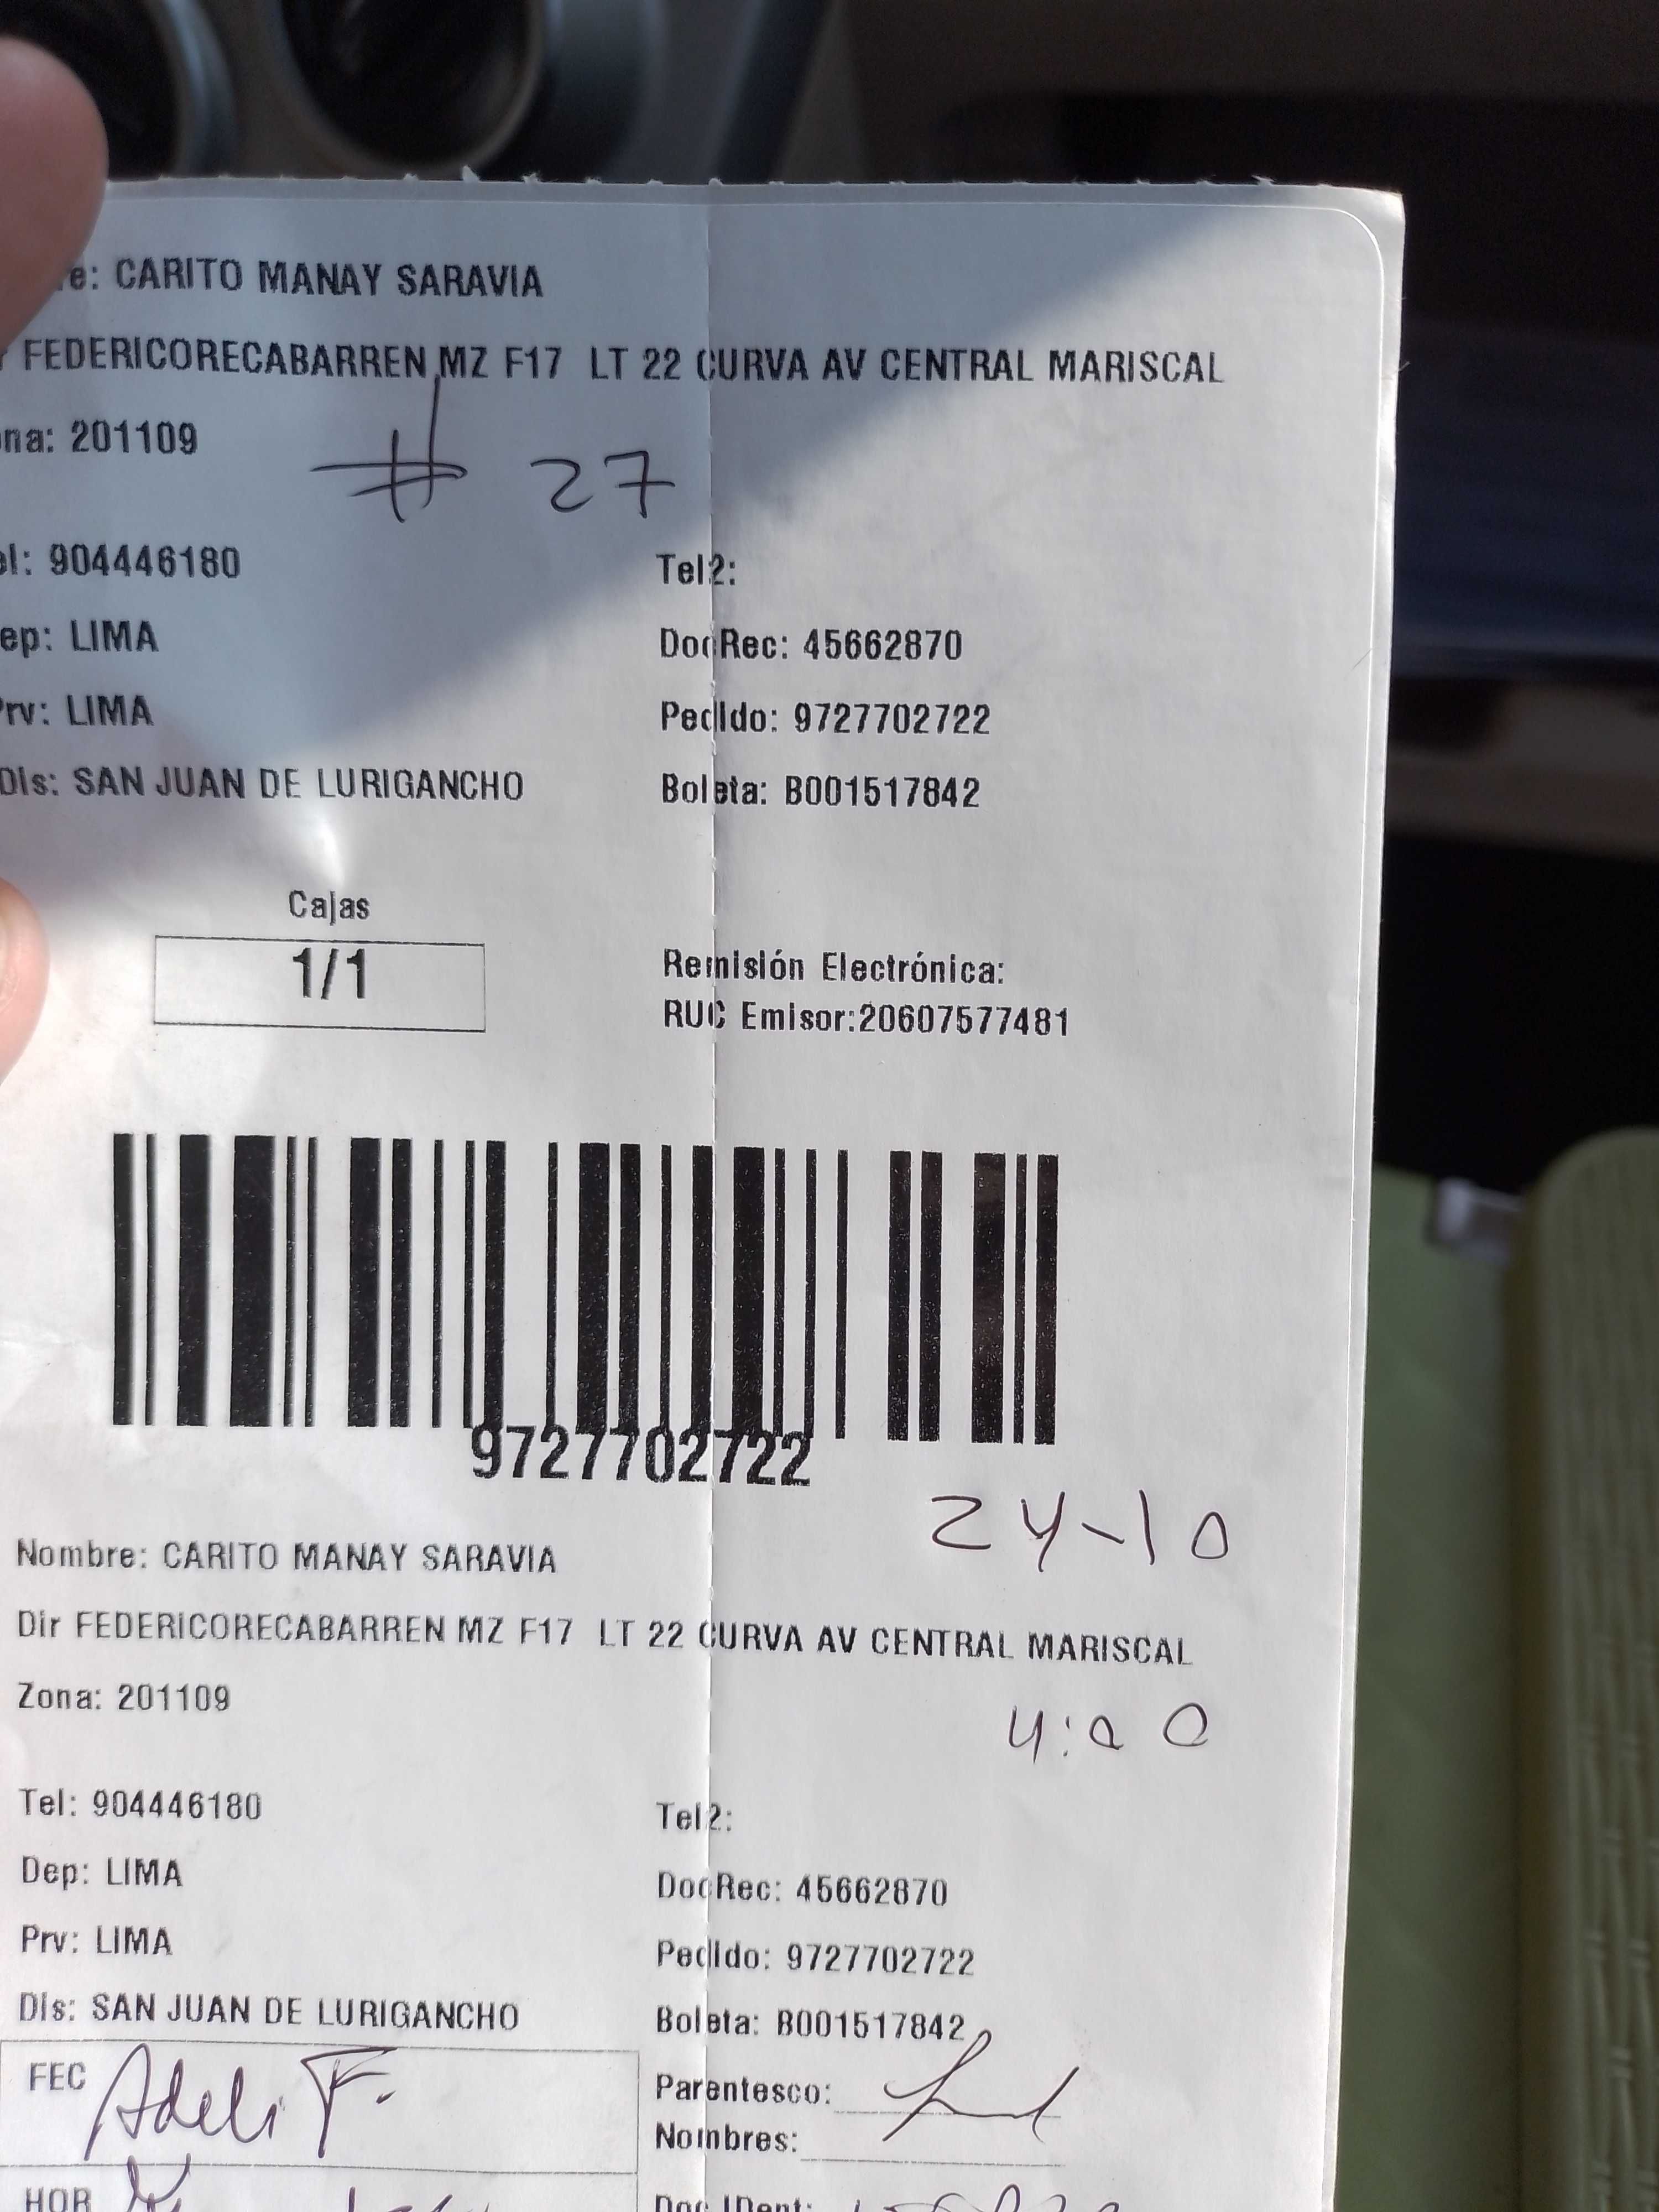 e: CARITO MANAY SARAVIA
FEDERICORECABARREN MZ F17 LT 22 CURVA AV CENTRAL MARISCAL
na: 201109
# 27
el: 904446180 Tel2:
ep: LIMA DocRec: 45662870
Prv: LIMA Pedido: 9727702722
Dis: SAN JUAN DE LURIGANCHO Boleta: B001517842
Cajas
1/1
Remisión Electrónica:
RUC Emisor:20607577481
9727702722
24-10
Nombre: CARITO MANAY SARAVIA
Dir FEDERICORECABARREN MZ F17 LT 22 CURVA AV CENTRAL MARISCAL
Zona: 201109
4:00
Tel: 904446180 Tel2:
Dep: LIMA DocRec: 45662870
Prv: LIMA Pedido: 9727702722
Dis: SAN JUAN DE LURIGANCHO Boleta: B001517842
FEC Adeli F. Parentesco:
Nombres:
HOR Doc IDent: